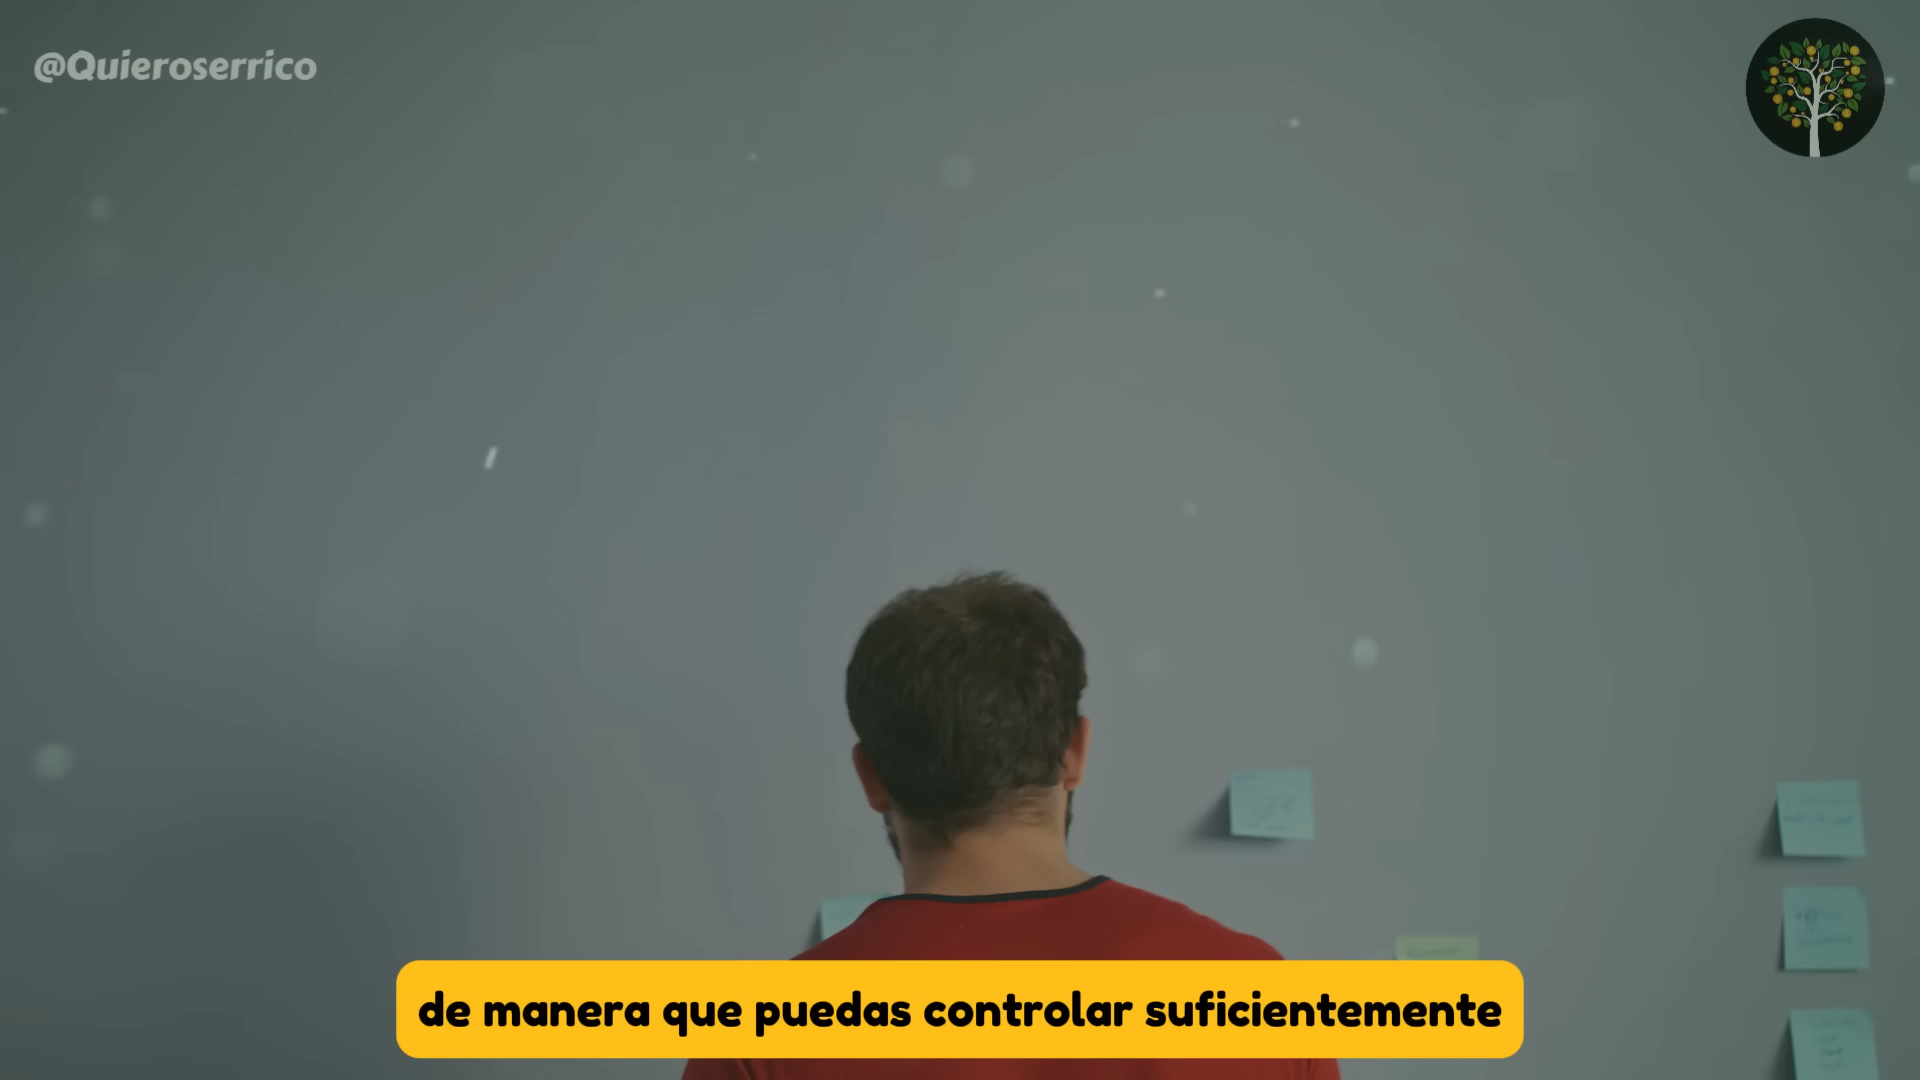 @Quieroserrico
de manera que puedas controlar suficientemente